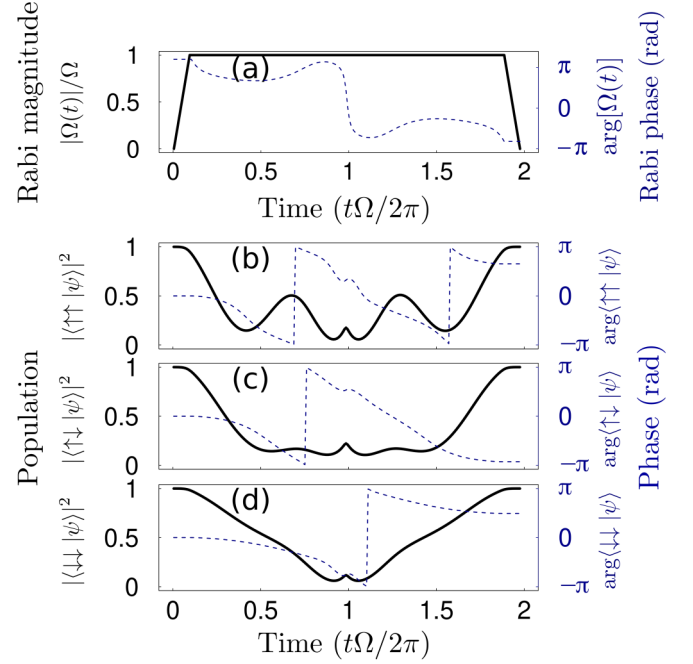 Rabi magnitude
|Ω(t)|/Ω
1
0.5
0
(a)
π
0
−π
arg[Ω(t)]
Rabi phase (rad)
0 0.5 1 1.5 2
Time (tΩ/2π)
Population
|⟨↑↑ |ψ⟩|²
1
0.5
0
(b)
π
0
−π
arg⟨↑↑ |ψ⟩
|⟨↑↓ |ψ⟩|²
1
0.5
0
(c)
π
0
−π
arg⟨↑↓ |ψ⟩
Phase (rad)
|⟨↓↓ |ψ⟩|²
1
0.5
0
(d)
π
0
−π
arg⟨↓↓ |ψ⟩
0 0.5 1 1.5 2
Time (tΩ/2π)